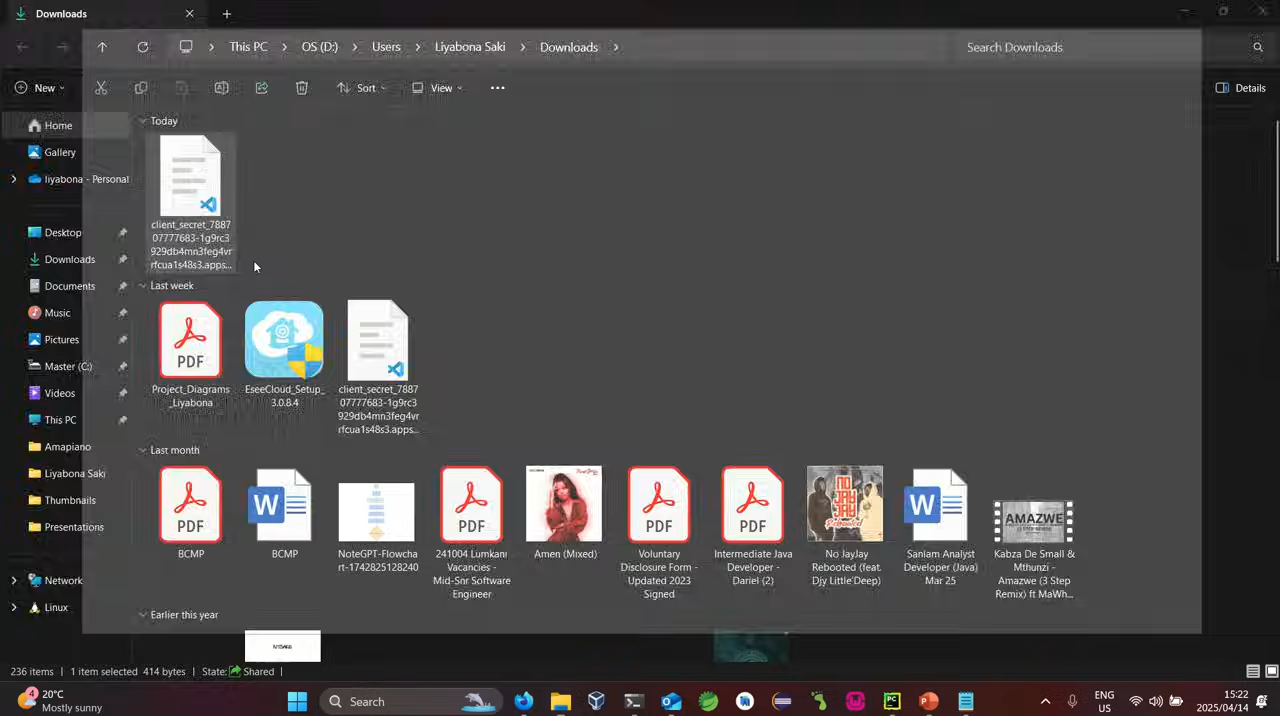 Downloads
This PC
OS (D:)
Users
Liyabona Saki
Downloads
Search Downloads
New
Sort
View
Details
Home
Gallery
liyabona - Personal
Desktop
Downloads
Documents
Music
Pictures
Master (C:)
Videos
This PC
Amapiano
Liyabona Saki
Thumbnails
Presentations
Network
Linux
Today
client_secret_7887
07777683-1g9rc3
929db4mn3feg4vr
rfcua1s48s3.apps...
Last week
PDF
Project_Diagrams
_Liyabona
EseeCloud_Setup_
3.0.8.4
client_secret_7887
07777683-1g9rc3
929db4mn3feg4vr
rfcua1s48s3.apps...
Last month
PDF
BCMP
W
BCMP
NoteGPT-Flowcha
rt-1742825128240
PDF
241004 Lumkani
Vacancies -
Mid-Snr Software
Engineer
Amen (Mixed)
PDF
Voluntary
Disclosure Form -
Updated 2023
Signed
PDF
Intermediate Java
Developer -
Dariel (2)
NO
JAY
JAY
Rebooted
No JayJay
Rebooted (feat.
Djy Little Deep)
W
Sanlam Analyst
Developer (Java)
Mar 25
AMAZWE
Kabza De Small &
Mthunzi -
Amazwe (3 Step
Remix) ft MaWh...
Earlier this year
236 items
1 item selected 414 bytes
State:
Shared
4
20°C
Mostly sunny
Search
PC
P
ENG
US
15:22
2025/04/14